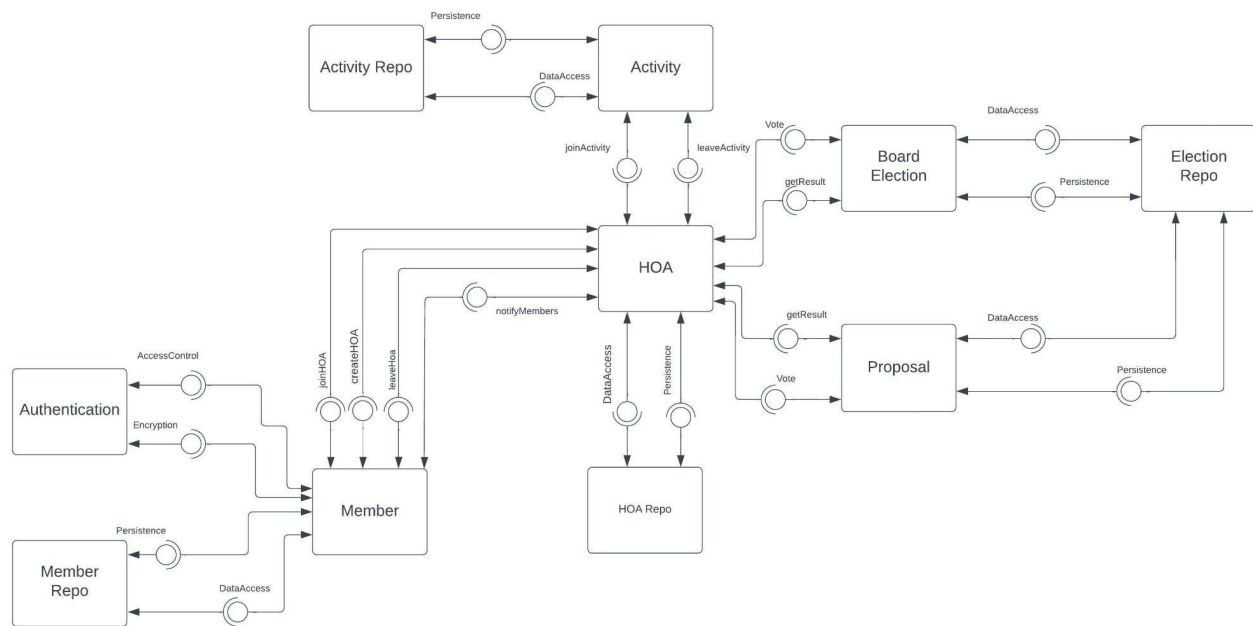 Persistence
Activity Repo
Activity
DataAccess
joinActivity
leaveActivity
Vote
DataAccess
Board
Election
Election
Repo
getResult
Persistence
HOA
notifyMembers
joinHOA
createHOA
leaveHoa
DataAccess
Persistence
getResult
DataAccess
Proposal
Vote
Persistence
AccessControl
Authentication
Encryption
Member
HOA Repo
Persistence
Member
Repo
DataAccess